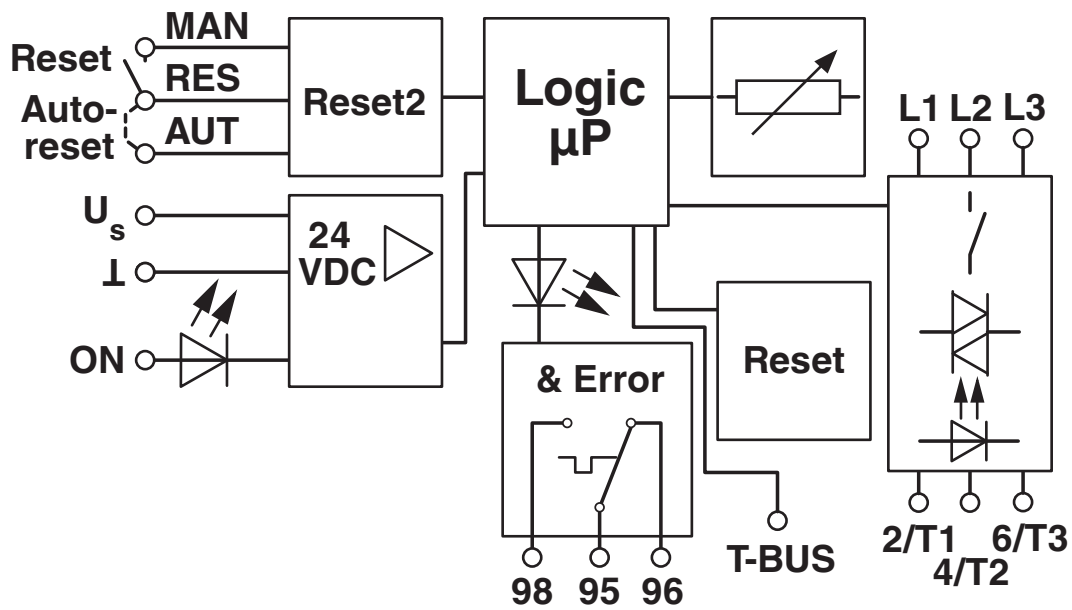 MAN
Reset
RES
Auto-
reset
AUT
Reset2
Logic
µP
L1 L2 L3
Us
⊥
24
VDC
ON
& Error
Reset
98 95 96
T-BUS
2/T1 6/T3
4/T2